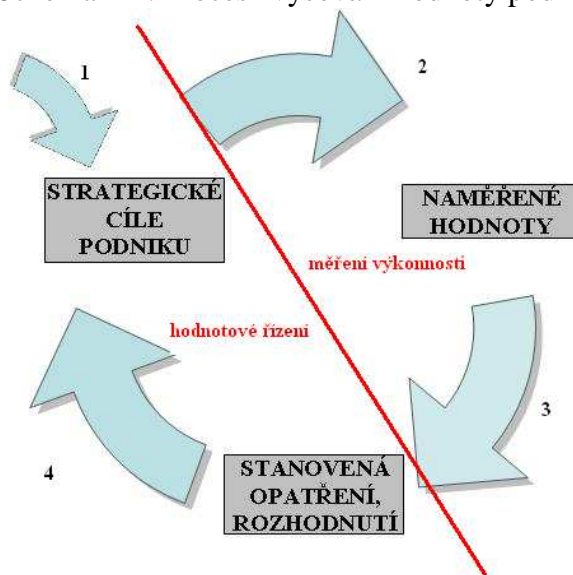 1
2
STRATEGICKÉ
CÍLE
PODNIKU
NAMĚŘENÉ
HODNOTY
měření výkonnosti
hodnotové řízení
3
4
STANOVENÁ
OPATŘENÍ,
ROZHODNUTÍ